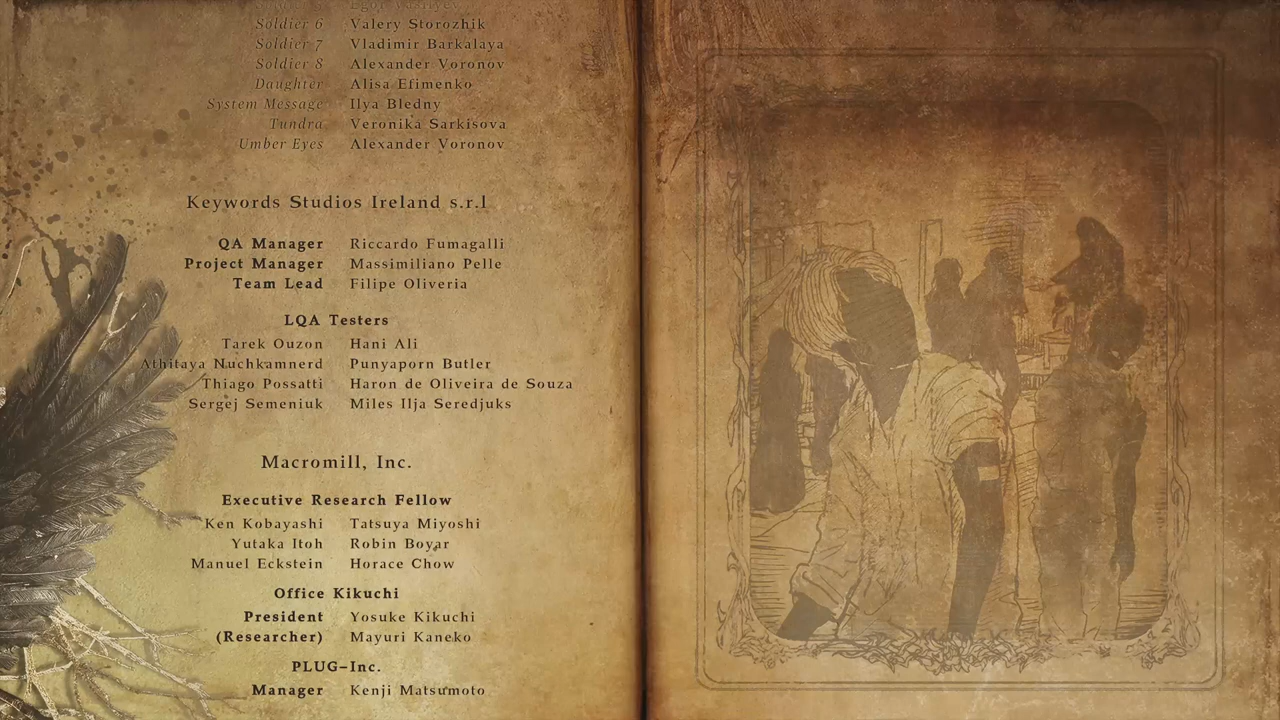 Soldier 5 Egor Vasilyev
Soldier 6 Valery Storozhik
Soldier 7 Vladimir Barkalaya
Soldier 8 Alexander Voronov
Daughter Alisa Efimenko
System Message Ilya Bledny
Tundra Veronika Sarkisova
Umber Eyes Alexander Voronov
Keywords Studios Ireland s.r.l
QA Manager Riccardo Fumagalli
Project Manager Massimiliano Pelle
Team Lead Filipe Oliveria
LQA Testers
Tarek Ouzon Hani Ali
Athitaya Nuchkamnerd Punyaporn Butler
Thiago Possatti Haron de Oliveira de Souza
Sergej Semeniuk Miles Ilja Seredjuks
Macromill, Inc.
Executive Research Fellow
Ken Kobayashi Tatsuya Miyoshi
Yutaka Itoh Robin Boyar
Manuel Eckstein Horace Chow
Office Kikuchi
President Yosuke Kikuchi
(Researcher) Mayuri Kaneko
PLUG-Inc.
Manager Kenji Matsumoto